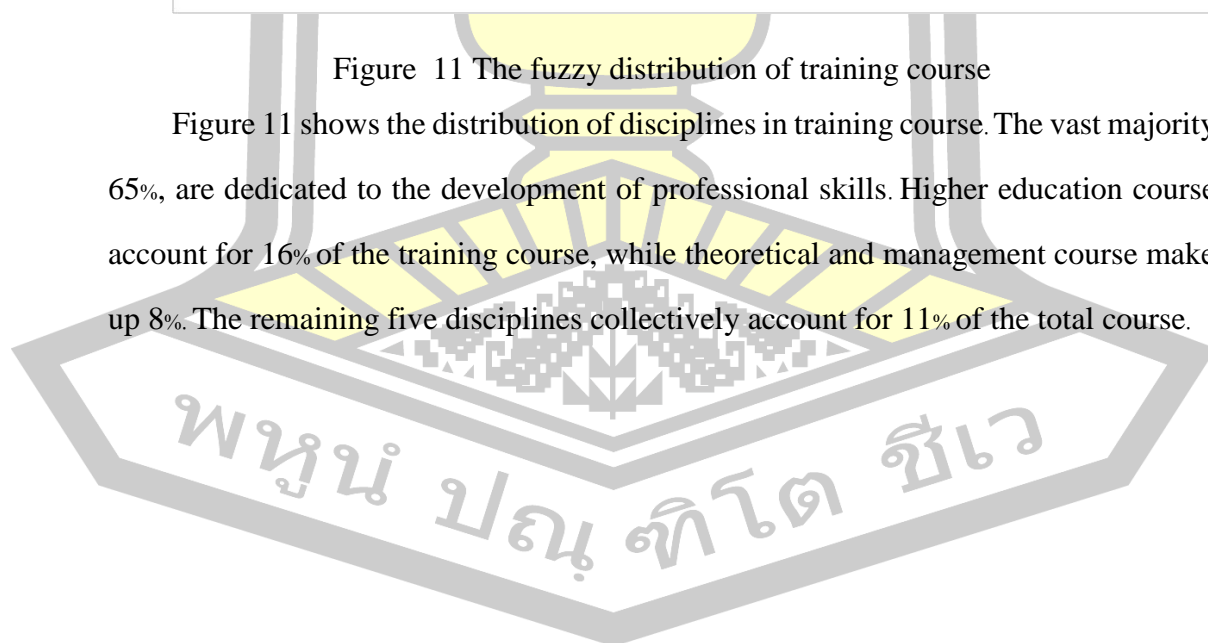 Figure 11 The fuzzy distribution of training course
Figure 11 shows the distribution of disciplines in training course. The vast majority
65%, are dedicated to the development of professional skills. Higher education course
account for 16% of the training course, while theoretical and management course make
up 8%. The remaining five disciplines collectively account for 11% of the total course.
พหูนํ ปณฺฑิโต ชีเว